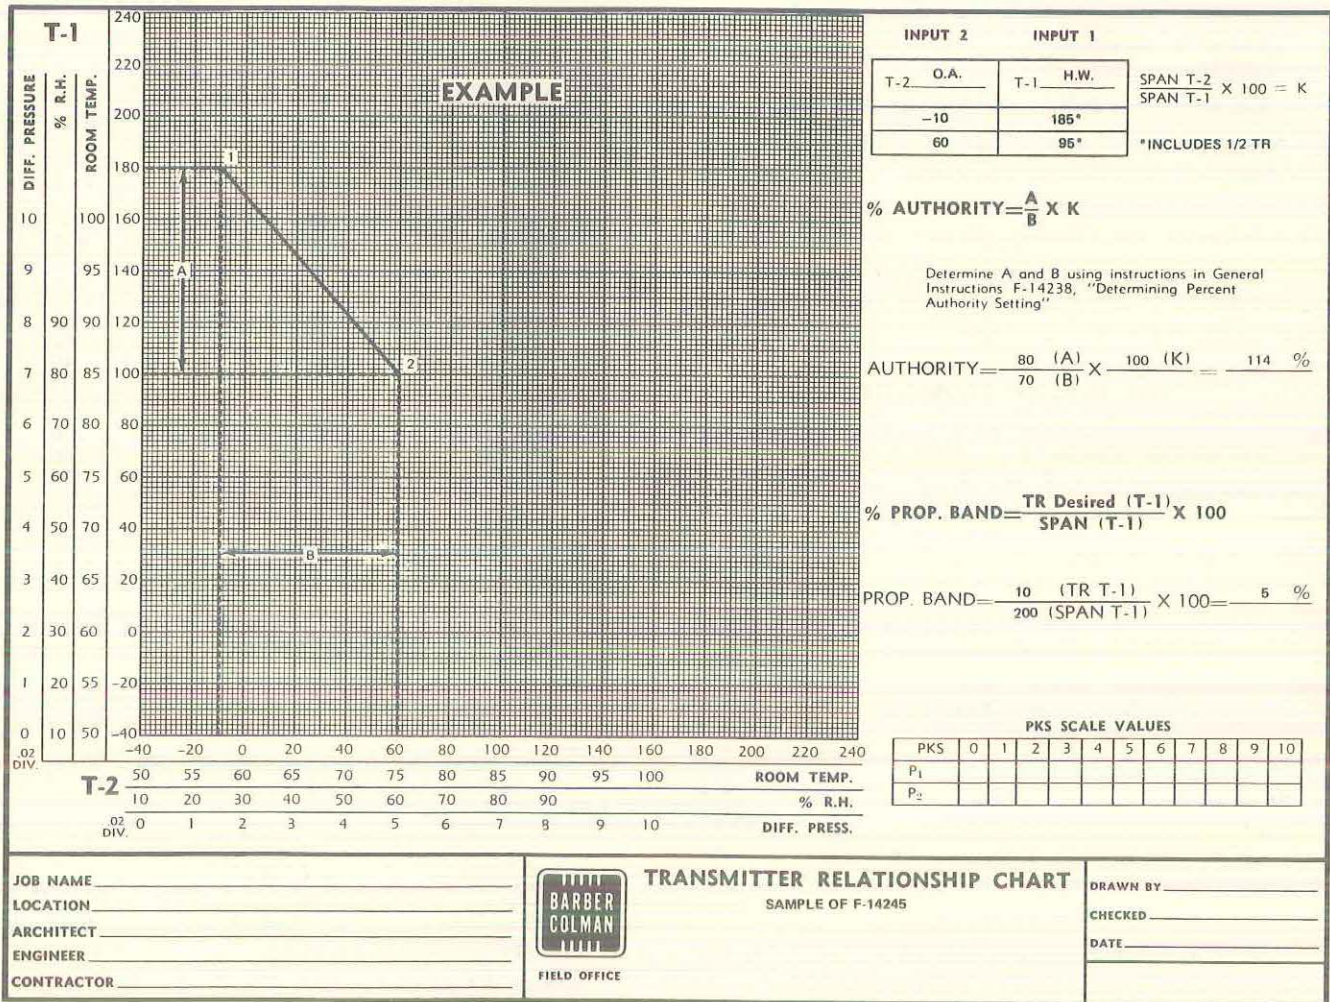 T-1
DIFF. PRESSURE
% R.H.
ROOM TEMP.
240
220
200
180
10 100 160
9 95 140
8 90 90 120
7 80 85 100
6 70 80 80
5 60 75 60
4 50 70 40
3 40 65 20
2 30 60 0
1 20 55 -20
0 10 50 -40
.02
DIV.
EXAMPLE
1
A
2
B
-40 -20 0 20 40 60 80 100 120 140 160 180 200 220 240
T-2
50 55 60 65 70 75 80 85 90 95 100 ROOM TEMP.
10 20 30 40 50 60 70 80 90 % R.H.
.02 DIV. 0 1 2 3 4 5 6 7 8 9 10 DIFF. PRESS.
INPUT 2 INPUT 1
T-2 O.A. T-1 H.W.
-10 185*
60 95*
SPAN T-2
SPAN T-1 X 100 = K
*INCLUDES 1/2 TR
% AUTHORITY=A/B X K
Determine A and B using instructions in General
Instructions F-14238, "Determining Percent
Authority Setting"
AUTHORITY= 80 (A) X 100 (K) = 114 %
70 (B)
% PROP. BAND= TR Desired (T-1) X 100
SPAN (T-1)
PROP. BAND= 10 (TR T-1) X 100= 5 %
200 (SPAN T-1)
PKS SCALE VALUES
PKS 0 1 2 3 4 5 6 7 8 9 10
P₁
P₂
JOB NAME
LOCATION
ARCHITECT
ENGINEER
CONTRACTOR
BARBER
COLMAN
FIELD OFFICE
TRANSMITTER RELATIONSHIP CHART
SAMPLE OF F-14245
DRAWN BY
CHECKED
DATE